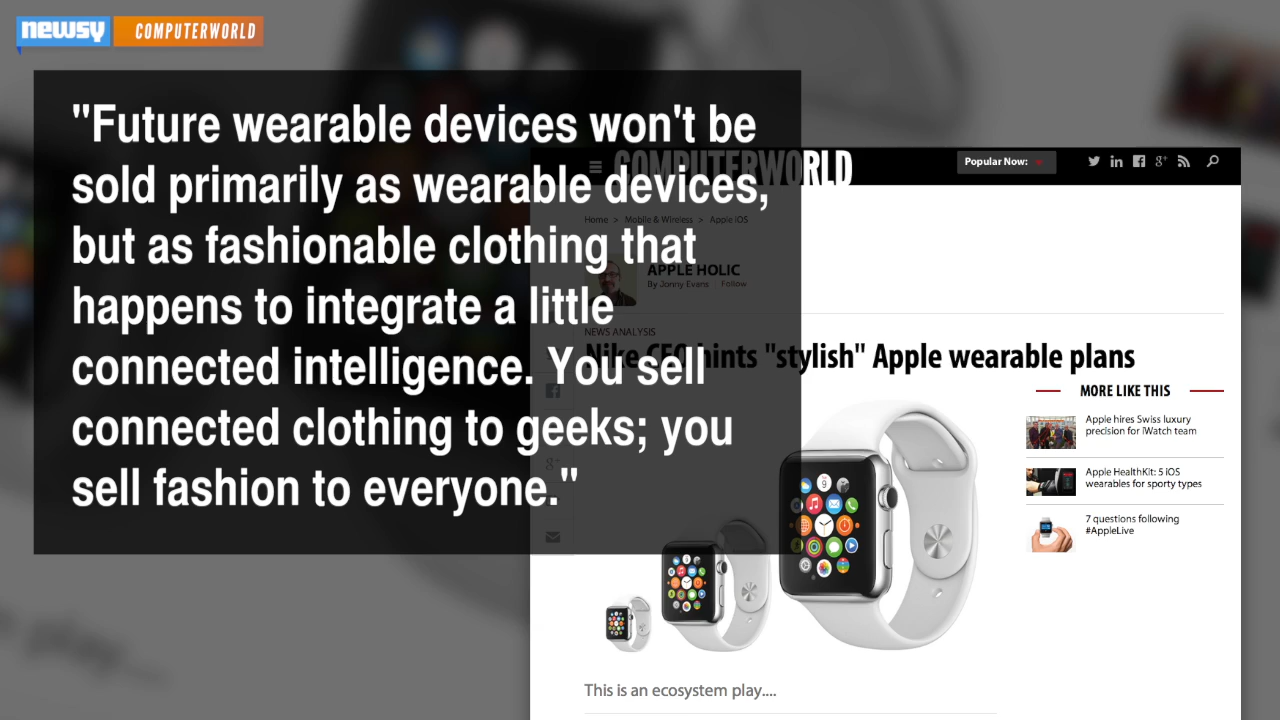 newsy COMPUTERWORLD
"Future wearable devices won't be
sold primarily as wearable devices,
but as fashionable clothing that
happens to integrate a little
connected intelligence. You sell
connected clothing to geeks; you
sell fashion to everyone."
COMPUTERWORLD
Popular Now:
Home > Mobile & Wireless > Apple iOS
APPLE HOLIC
By Jonny Evans Follow
NEWS ANALYSIS
Nike CEO hints "stylish" Apple wearable plans
MORE LIKE THIS
Apple hires Swiss luxury
precision for iWatch team
Apple HealthKit: 5 iOS
wearables for sporty types
7 questions following
#AppleLive
This is an ecosystem play....